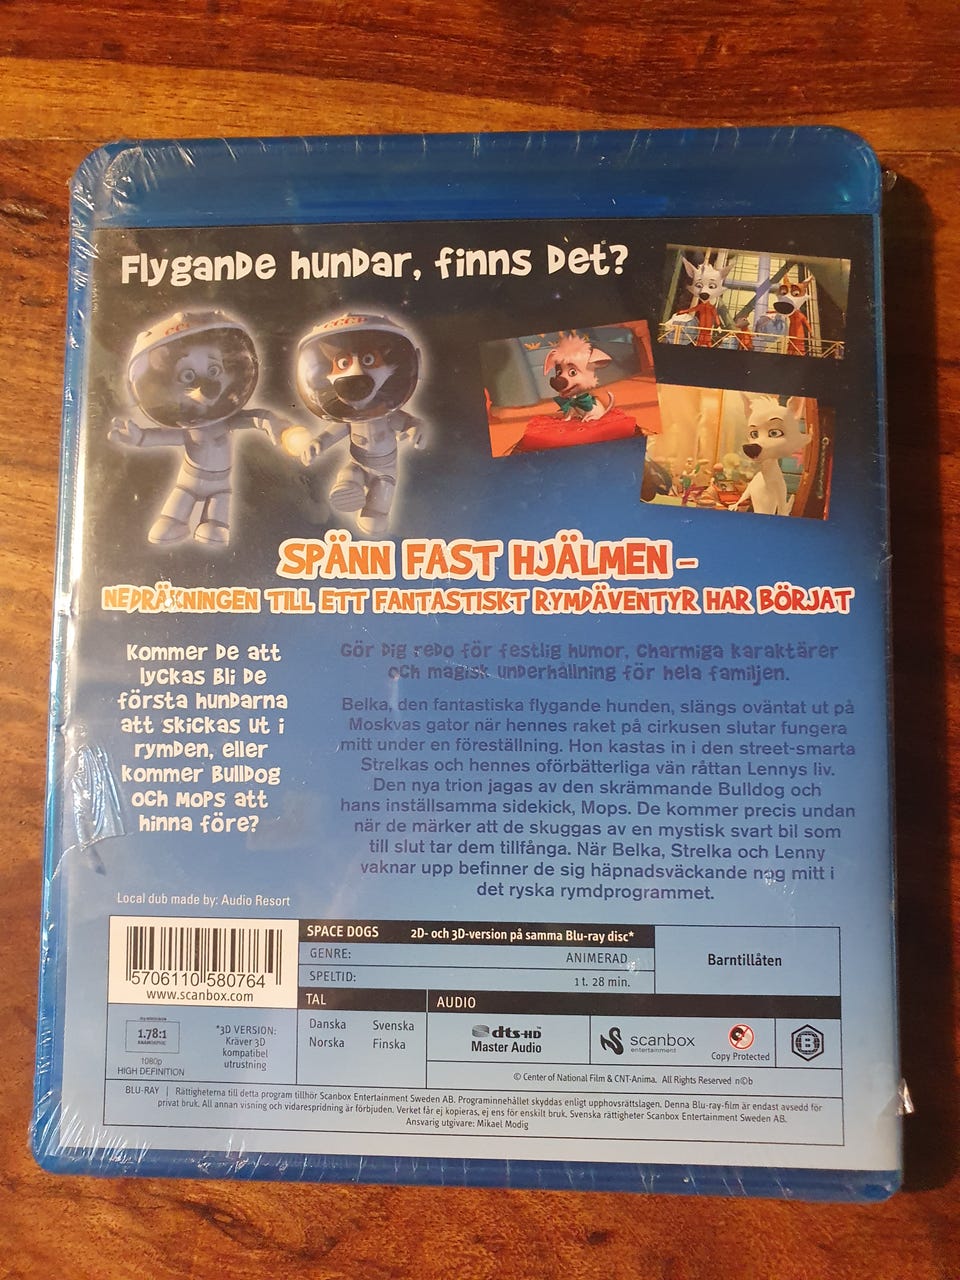 Flygande hundar, finns det?
CCCP
SPÄNN FAST HJÄLMEN –
NEDRÄKNINGEN TILL ETT FANTASTISKT RYMDÄVENTYR HAR BÖRJAT
Kommer de att
lyckas bli de
första hundarna
att skickas ut i
rymden, eller
kommer Bulldog
och Mops att
hinna före?
Gör dig redo för festlig humor, charmiga karaktärer
och magisk underhållning för hela familjen.
Belka, den fantastiska flygande hunden, slängs oväntat ut på
Moskvas gator när hennes raket på cirkusen slutar fungera
mitt under en föreställning. Hon kastas in i den street-smarta
Strelkas och hennes oförbätterliga vän råttan Lennys liv.
Den nya trion jagas av den skrämmande Bulldog och
hans inställsamma sidekick, Mops. De kommer precis undan
när de märker att de skuggas av en mystisk svart bil som
till slut tar dem tillfånga. När Belka, Strelka och Lenny
vaknar upp befinner de sig häpnadsväckande nog mitt i
det ryska rymdprogrammet.
Local dub made by: Audio Resort
5706110 580764
www.scanbox.com
SPACE DOGS 2D- och 3D-version på samma Blu-ray disc*
GENRE: ANIMERAD
SPELTID: 1 t. 28 min.
Barntillåten
TAL
AUDIO
Danska Svenska
Norska Finska
1.78:1
ANAMORPHIC
1080p
HIGH DEFINITION
*3D VERSION:
Kräver 3D
kompatibel
utrustning
dts-HD
Master Audio
scanbox
entertainment
Copy Protected
B
© Center of National Film & CNT-Anima. All Rights Reserved n©b
BLU-RAY | Rättigheterna till detta program tillhör Scanbox Entertainment Sweden AB. Programinnehållet skyddas enligt upphovsrättslagen. Denna Blu-ray-film är endast avsedd för
privat bruk. All annan visning och vidarespridning är förbjuden. Verket får ej kopieras, ej ens för enskilt bruk. Svenska rättigheter Scanbox Entertainment Sweden AB.
Ansvarig utgivare: Mikael Modig